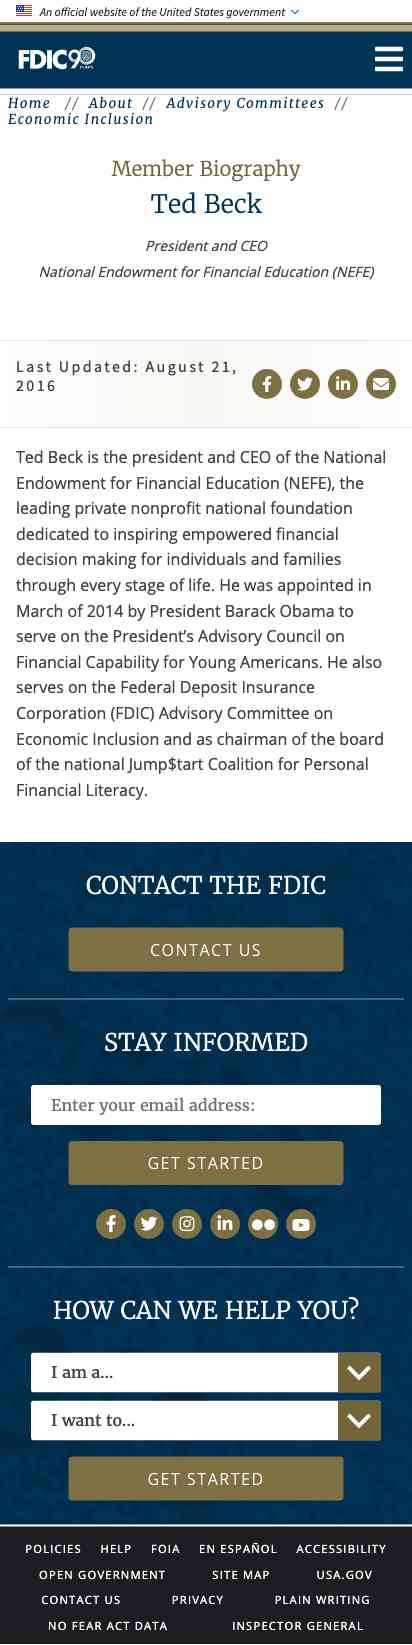 An official website of the United States government
FDIC 90 YEARS
Home // About // Advisory Committees //
Economic Inclusion
Member Biography
Ted Beck
President and CEO
National Endowment for Financial Education (NEFE)
Last Updated: August 21,
2016
Ted Beck is the president and CEO of the National
Endowment for Financial Education (NEFE), the
leading private nonprofit national foundation
dedicated to inspiring empowered financial
decision making for individuals and families
through every stage of life. He was appointed in
March of 2014 by President Barack Obama to
serve on the President’s Advisory Council on
Financial Capability for Young Americans. He also
serves on the Federal Deposit Insurance
Corporation (FDIC) Advisory Committee on
Economic Inclusion and as chairman of the board
of the national Jump$tart Coalition for Personal
Financial Literacy.
CONTACT THE FDIC
CONTACT US
STAY INFORMED
Enter your email address:
GET STARTED
HOW CAN WE HELP YOU?
I am a...
I want to...
GET STARTED
POLICIES HELP FOIA EN ESPAÑOL ACCESSIBILITY
OPEN GOVERNMENT SITE MAP USA.GOV
CONTACT US PRIVACY PLAIN WRITING
NO FEAR ACT DATA INSPECTOR GENERAL